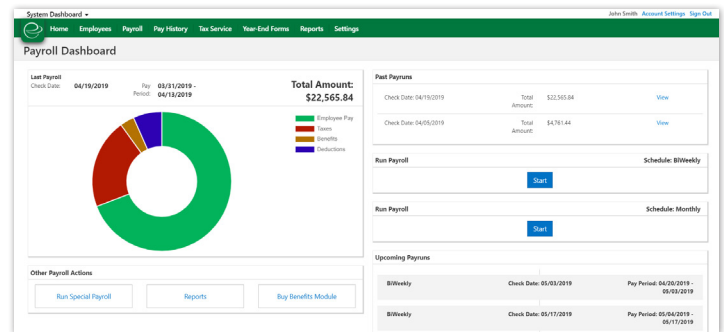 System Dashboard
John Smith Account Settings Sign Out
Home Employees Payroll Pay History Tax Service Year-End Forms Reports Settings
Payroll Dashboard
Last Payroll
Check Date: 04/19/2019 Pay Period: 03/31/2019 - 04/13/2019
Total Amount:
$22,565.84
Employee Pay
Taxes
Benefits
Deductions
Other Payroll Actions
Run Special Payroll Reports Buy Benefits Module
Past Payruns
Check Date: 04/19/2019 Total Amount: $22,565.84 View
Check Date: 04/05/2019 Total Amount: $4,761.44 View
Run Payroll Schedule: BiWeekly
Start
Run Payroll Schedule: Monthly
Start
Upcoming Payruns
BiWeekly Check Date: 05/03/2019 Pay Period: 04/20/2019 - 05/03/2019
BiWeekly Check Date: 05/17/2019 Pay Period: 05/04/2019 - 05/17/2019